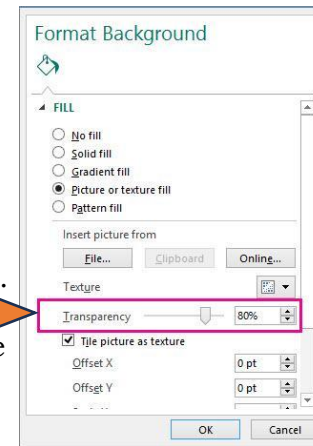 Format Background
FILL
No fill
Solid fill
Gradient fill
Picture or texture fill
Pattern fill
Insert picture from
File... Clipboard Online...
Texture
.
Transparency 80%
e
Tile picture as texture
Offset X 0 pt
Offset Y 0 pt
OK Cancel